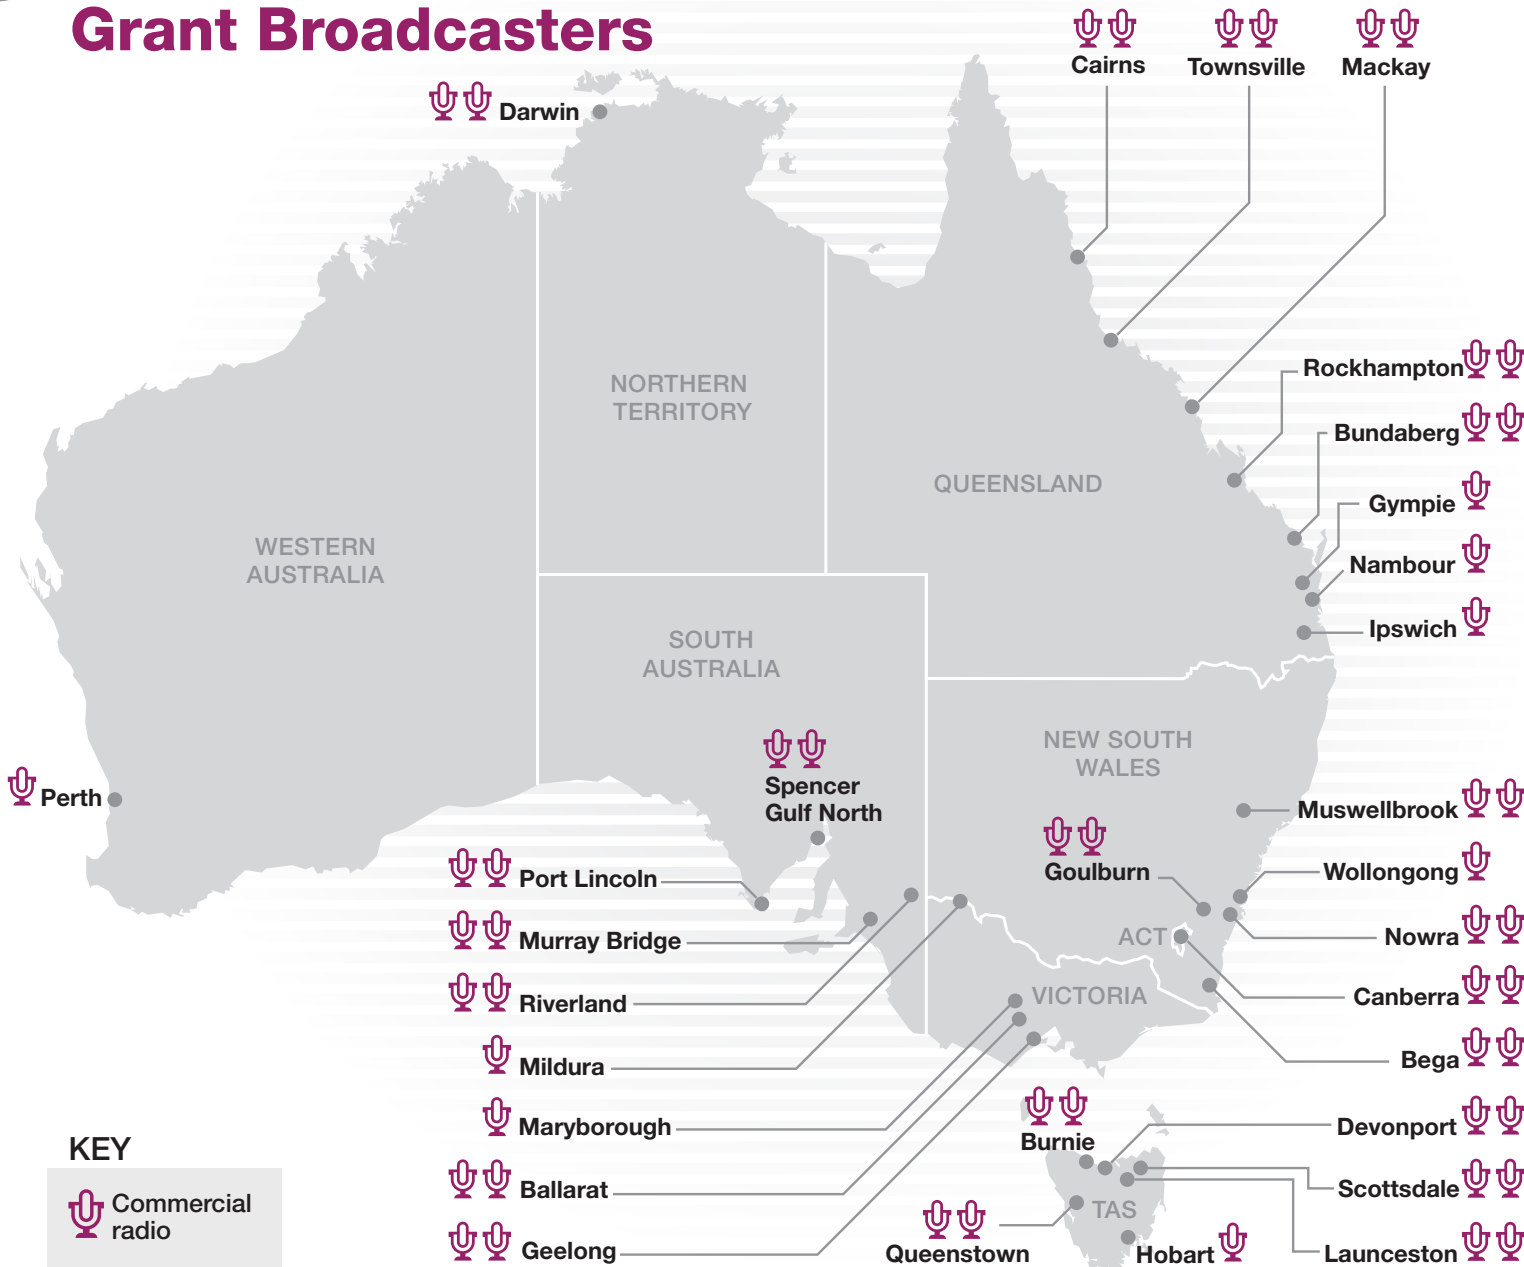 Grant Broadcasters
Cairns
Townsville
Mackay
Darwin
Rockhampton
Bundaberg
Gympie
Nambour
Ipswich
NORTHERN
TERRITORY
QUEENSLAND
WESTERN
AUSTRALIA
SOUTH
AUSTRALIA
NEW SOUTH
WALES
Perth
Spencer
Gulf North
Muswellbrook
Goulburn
Wollongong
Port Lincoln
Murray Bridge
ACT
Nowra
Riverland
VICTORIA
Canberra
Mildura
Bega
Maryborough
Burnie
Devonport
Ballarat
Scottsdale
TAS
Geelong
Queenstown
Hobart
Launceston
KEY
Commercial
radio